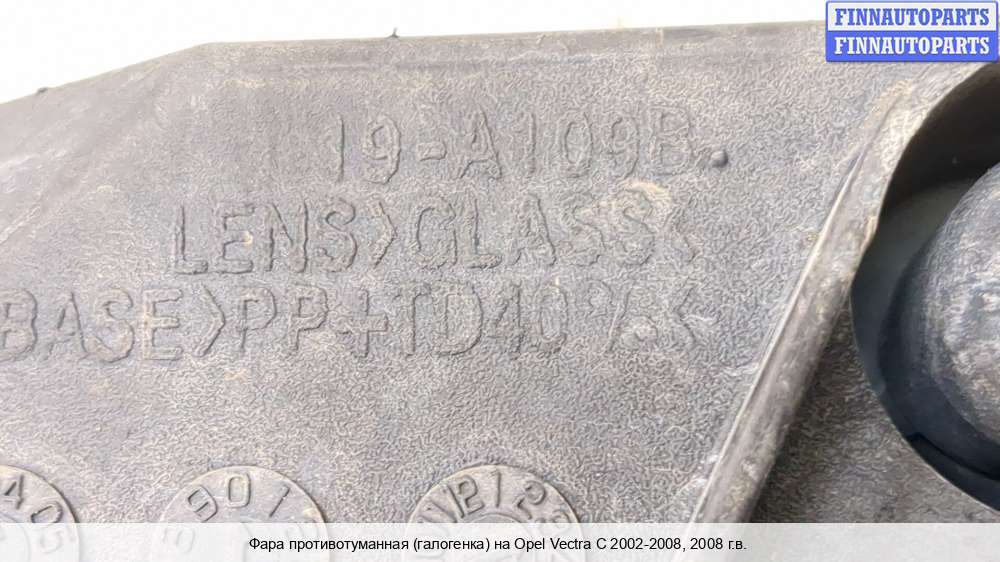 FINNAUTOPARTS
FINNAUTOPARTS
19-A109B.
LENS>GLASS<
BASE>PP+TD40%<
Фара противотуманная (галогенка) на Opel Vectra C 2002-2008, 2008 г.в.